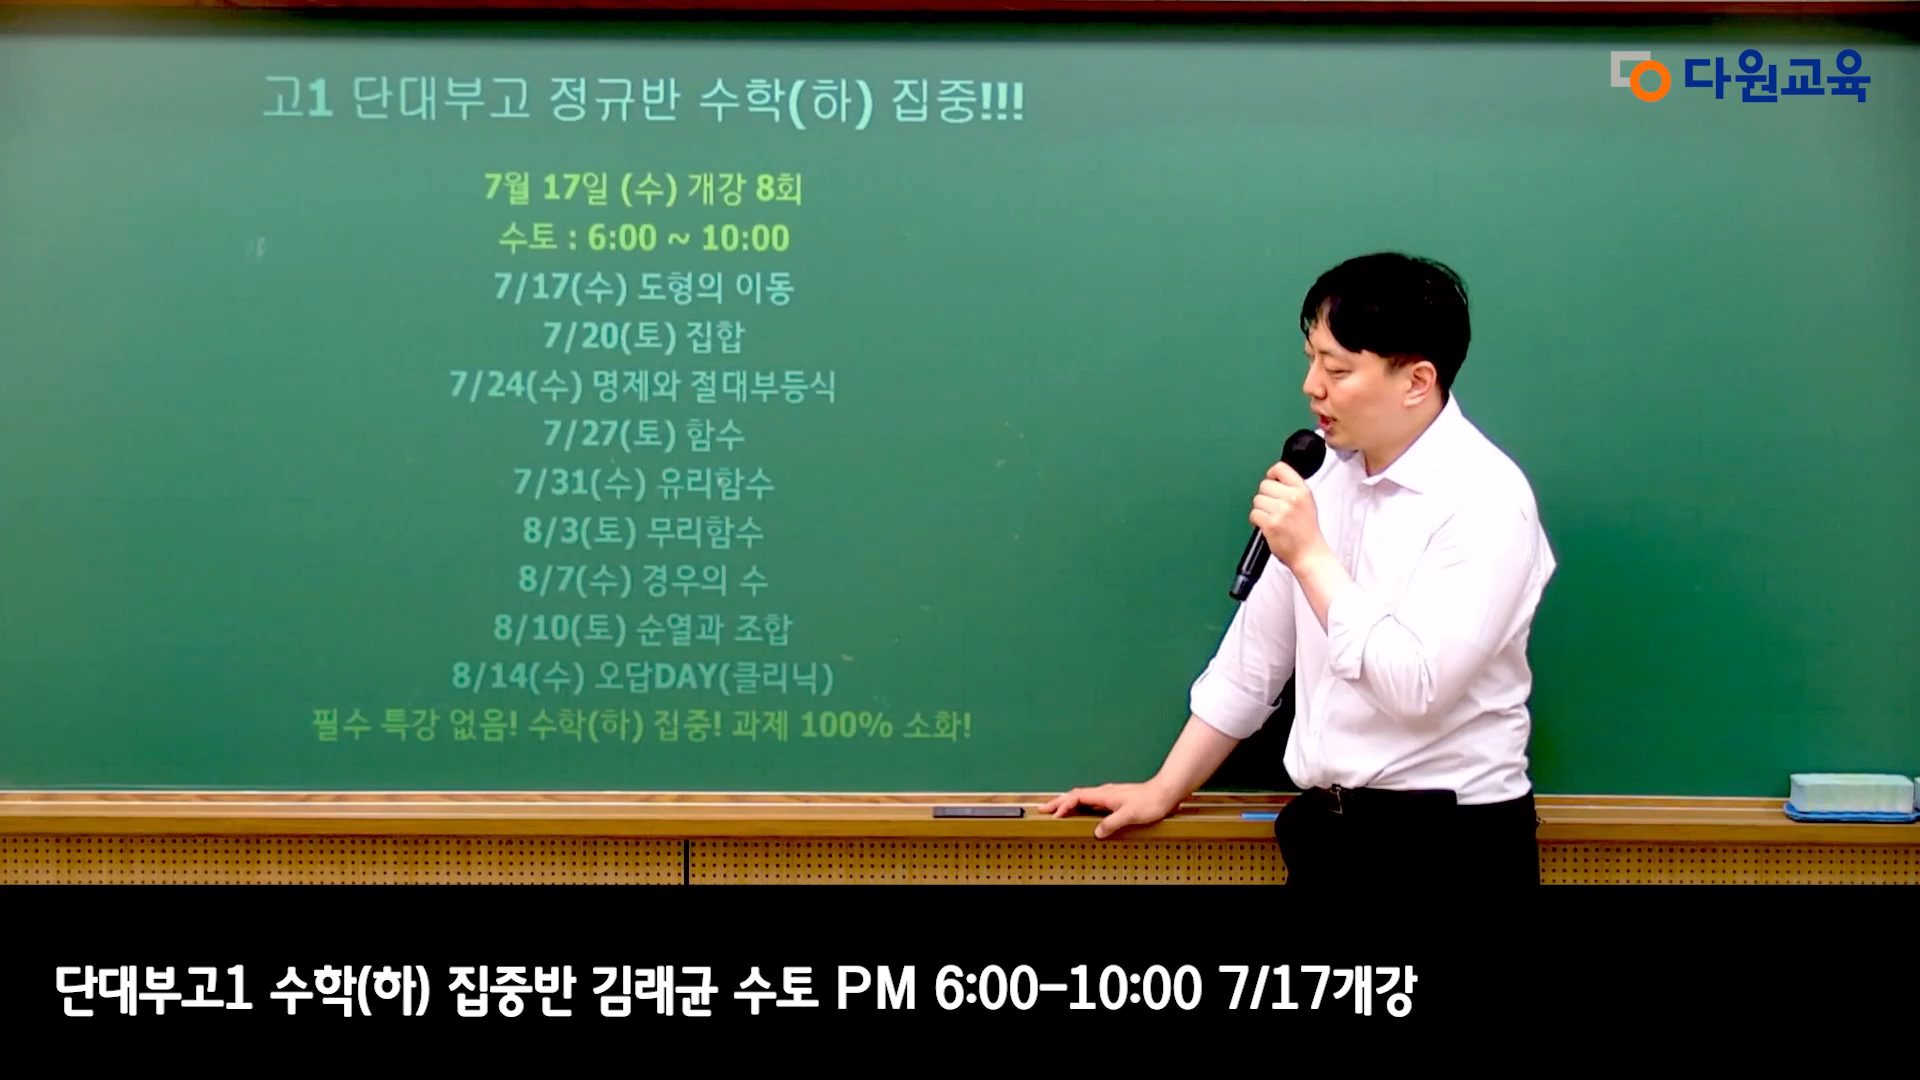 다원교육
고1 단대부고 정규반 수학(하) 집중!!!
7월 17일 (수) 개강 8회
수토 : 6:00 ~ 10:00
7/17(수) 도형의 이동
7/20(토) 집합
7/24(수) 명제와 절대부등식
7/27(토) 함수
7/31(수) 유리함수
8/3(토) 무리함수
8/7(수) 경우의 수
8/10(토) 순열과 조합
8/14(수) 오답DAY(클리닉)
필수 특강 없음! 수학(하) 집중! 과제 100% 소화!
단대부고1 수학(하) 집중반 김래균 수토 PM 6:00-10:00 7/17개강